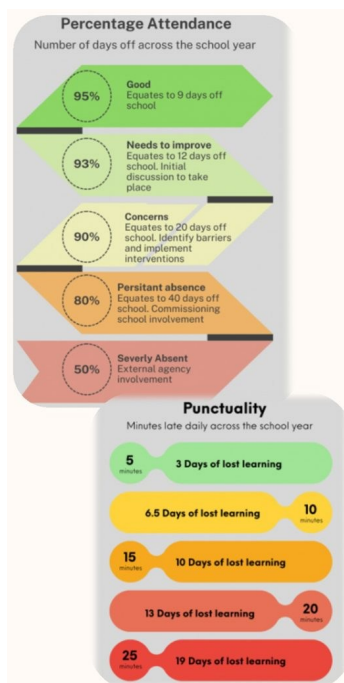 Percentage Attendance
Number of days off across the school year
95%
Good
Equates to 9 days off
school
93%
Needs to improve
Equates to 12 days off
school. Initial
discussion to take
place
90%
Concerns
Equates to 20 days off
school. Identify barriers
and implement
interventions
80%
Persitant absence
Equates to 40 days off
school. Commissioning
school involvement
50%
Severly Absent
External agency
involvement
Punctuality
Minutes late daily across the school year
5
minutes
3 Days of lost learning
6.5 Days of lost learning
10
minutes
15
minutes
10 Days of lost learning
13 Days of lost learning
20
minutes
25
minutes
19 Days of lost learning